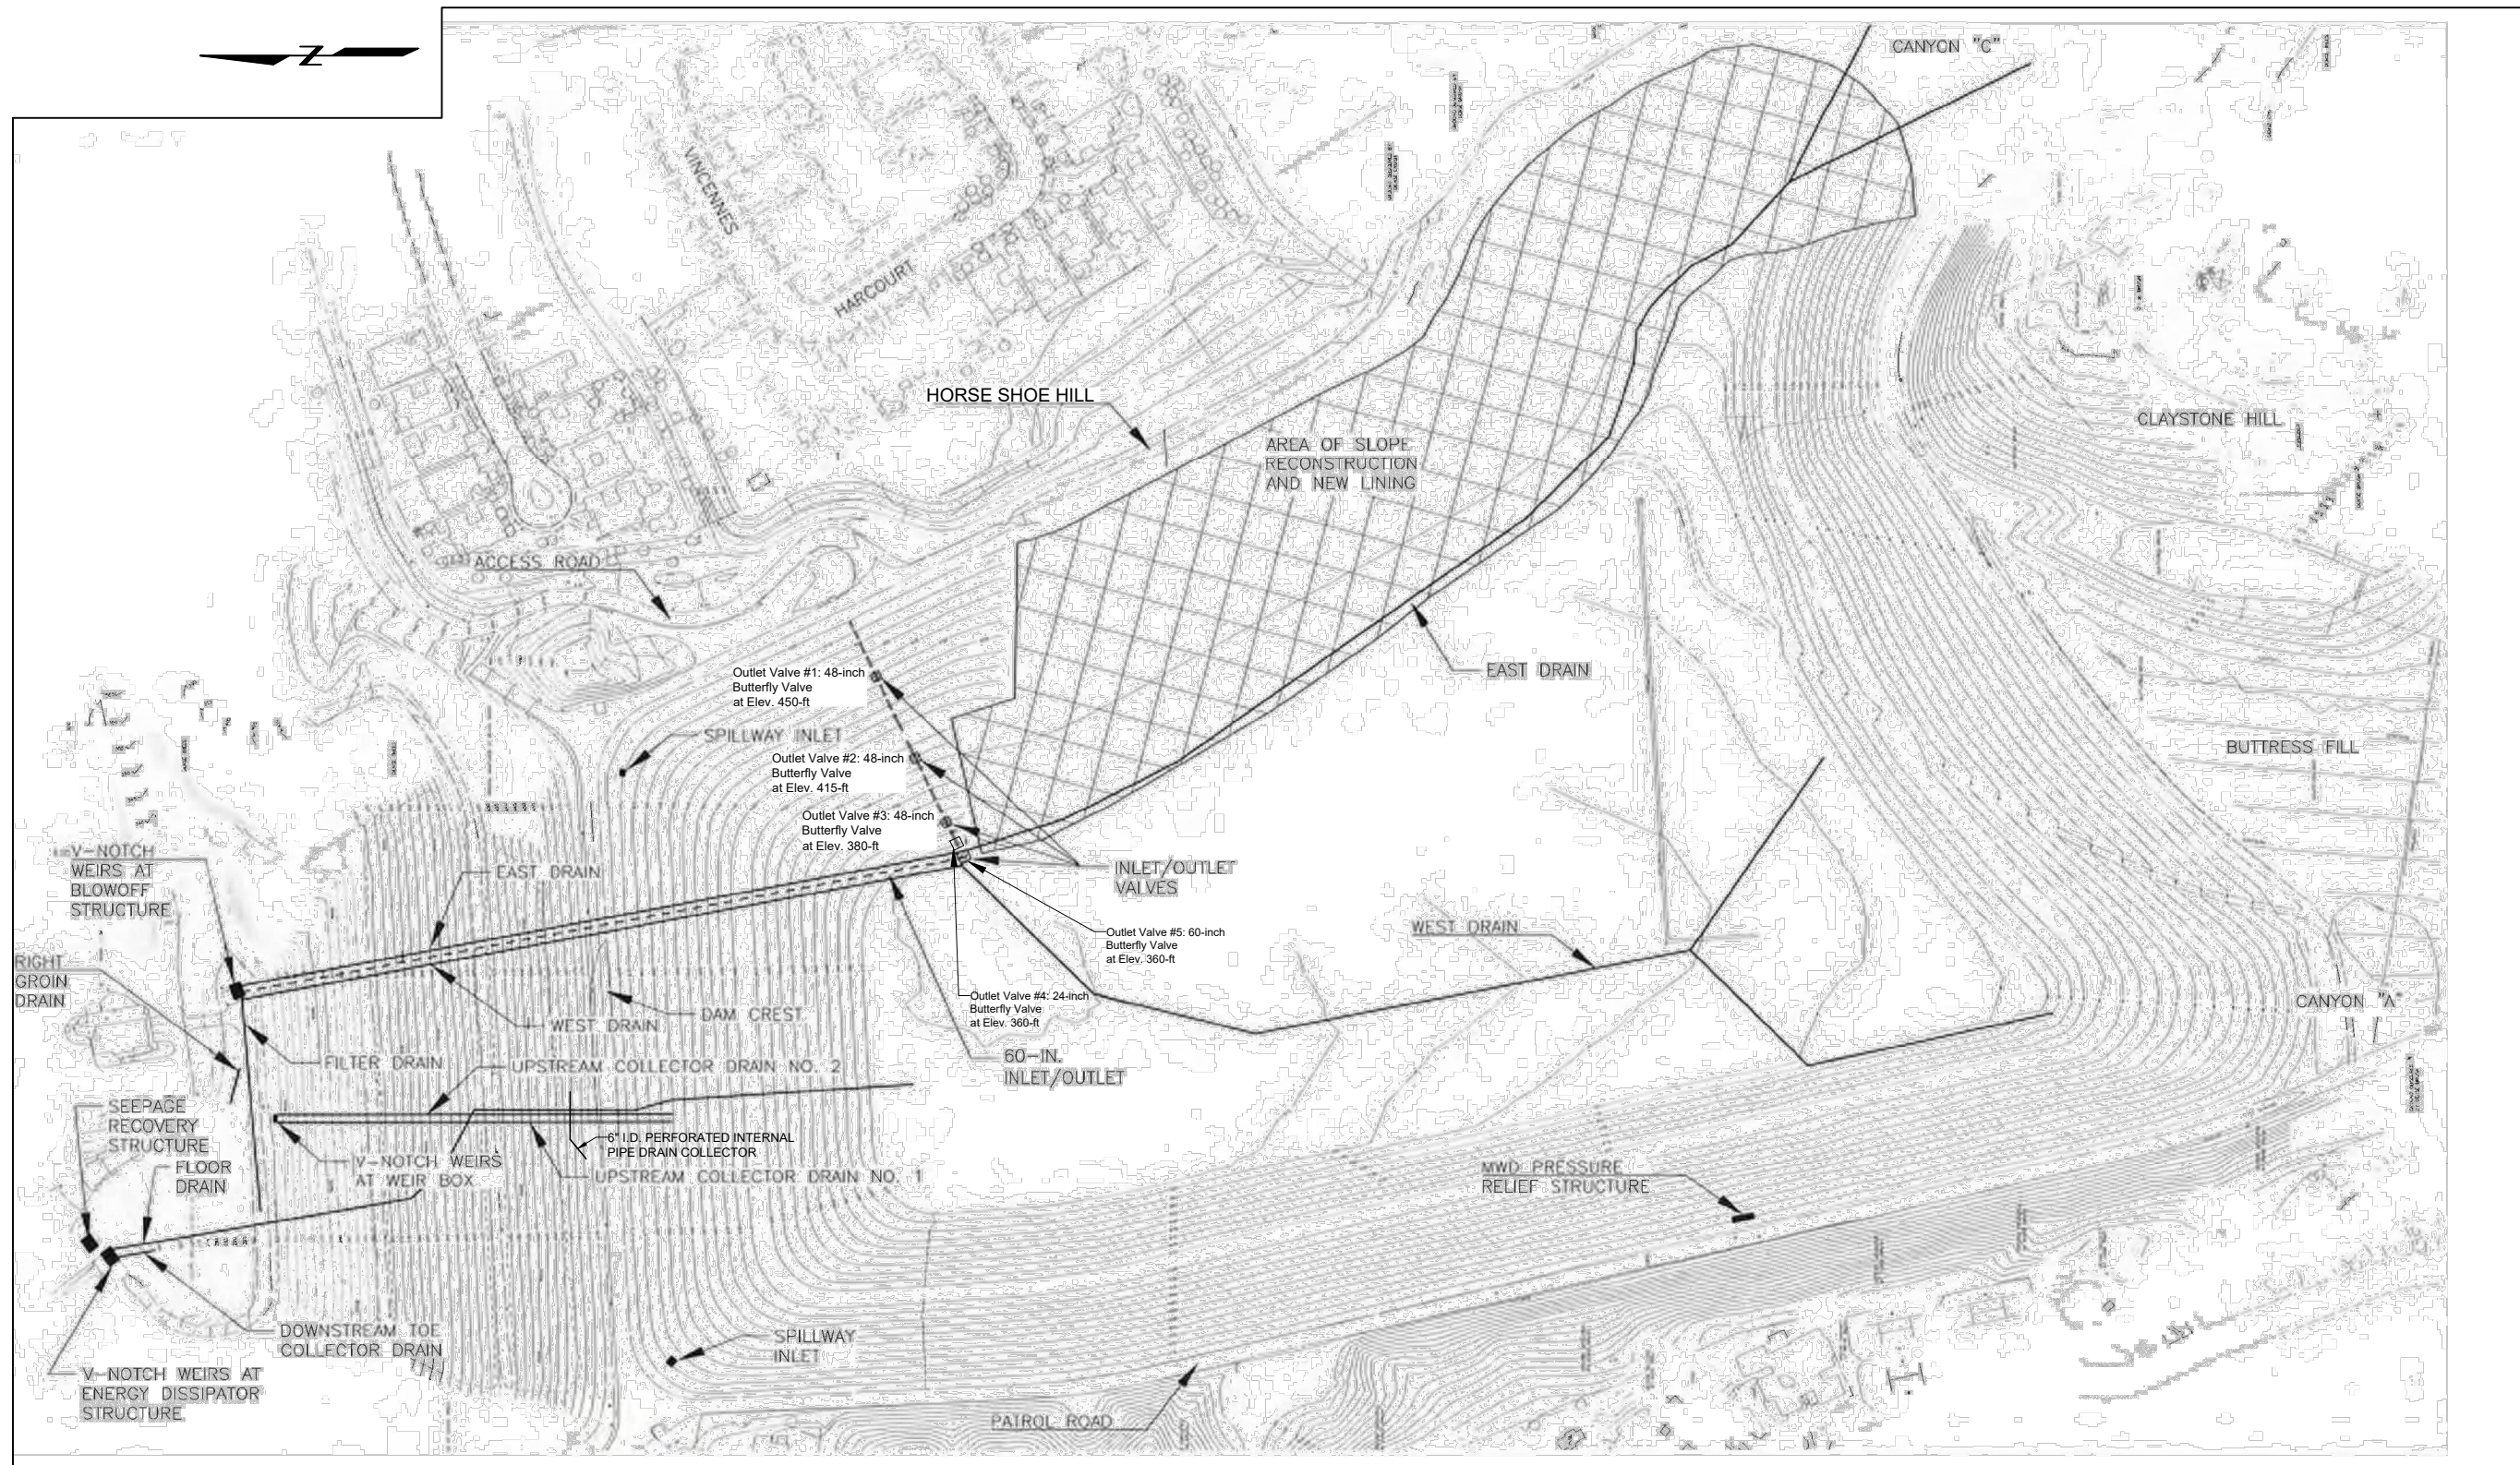 N
CANYON "C"
VINCENNES
HARCOURT
HORSE SHOE HILL
AREA OF SLOPE
RECONSTRUCTION
AND NEW LINING
CLAYSTONE HILL
ACCESS ROAD
EAST DRAIN
Outlet Valve #1: 48-inch
Butterfly Valve
at Elev. 450-ft
SPILLWAY INLET
Outlet Valve #2: 48-inch
Butterfly Valve
at Elev. 415-ft
BUTTRESS FILL
Outlet Valve #3: 48-inch
Butterfly Valve
at Elev. 380-ft
V-NOTCH
WEIRS AT
BLOWOFF
STRUCTURE
EAST DRAIN
INLET/OUTLET
VALVES
Outlet Valve #5: 60-inch
Butterfly Valve
at Elev. 360-ft
WEST DRAIN
RIGHT
GROIN
DRAIN
Outlet Valve #4: 24-inch
Butterfly Valve
at Elev. 360-ft
CANYON "A"
DAM CREST
WEST DRAIN
FILTER DRAIN
60-IN.
INLET/OUTLET
UPSTREAM COLLECTOR DRAIN NO. 2
SEEPAGE
RECOVERY
STRUCTURE
6" I.D. PERFORATED INTERNAL
PIPE DRAIN COLLECTOR
V-NOTCH WEIRS
AT WEIR BOX
FLOOR
DRAIN
UPSTREAM COLLECTOR DRAIN NO. 1
MWD PRESSURE
RELIEF STRUCTURE
DOWNSTREAM TOE
COLLECTOR DRAIN
SPILLWAY
INLET
V-NOTCH WEIRS AT
ENERGY DISSIPATOR
STRUCTURE
PATROL ROAD